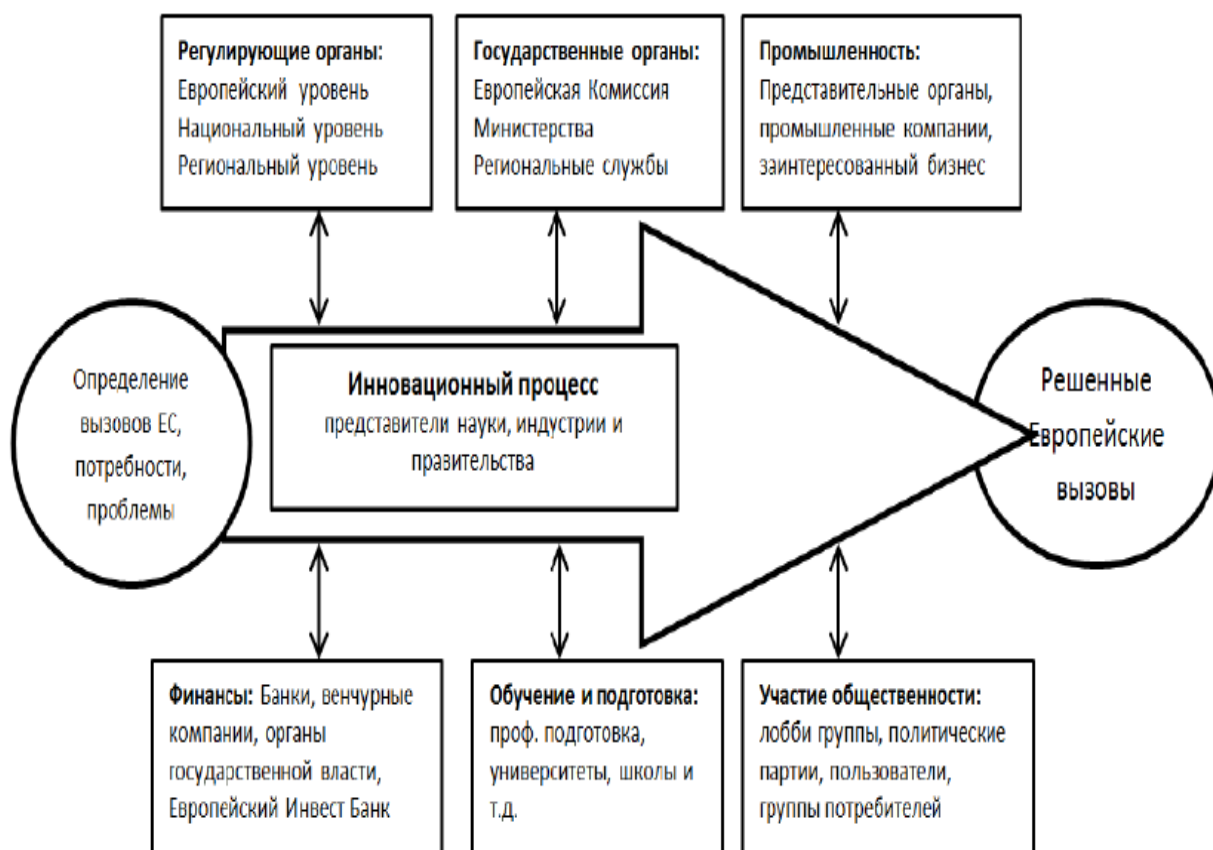 Регулирующие органы:
Европейский уровень
Национальный уровень
Региональный уровень
Государственные органы:
Европейская Комиссия
Министерства
Региональные службы
Промышленность:
Представительные органы,
промышленные компании,
заинтересованный бизнес
Определение
вызовов ЕС,
потребности,
проблемы
Инновационный процесс
представители науки, индустрии и
правительства
Решенные
Европейские
вызовы
Финансы: Банки, венчурные
компании, органы
государственной власти,
Европейский Инвест Банк
Обучение и подготовка:
проф. подготовка,
университеты, школы и
т.д.
Участие общественности:
лобби группы, политические
партии, пользователи,
группы потребителей